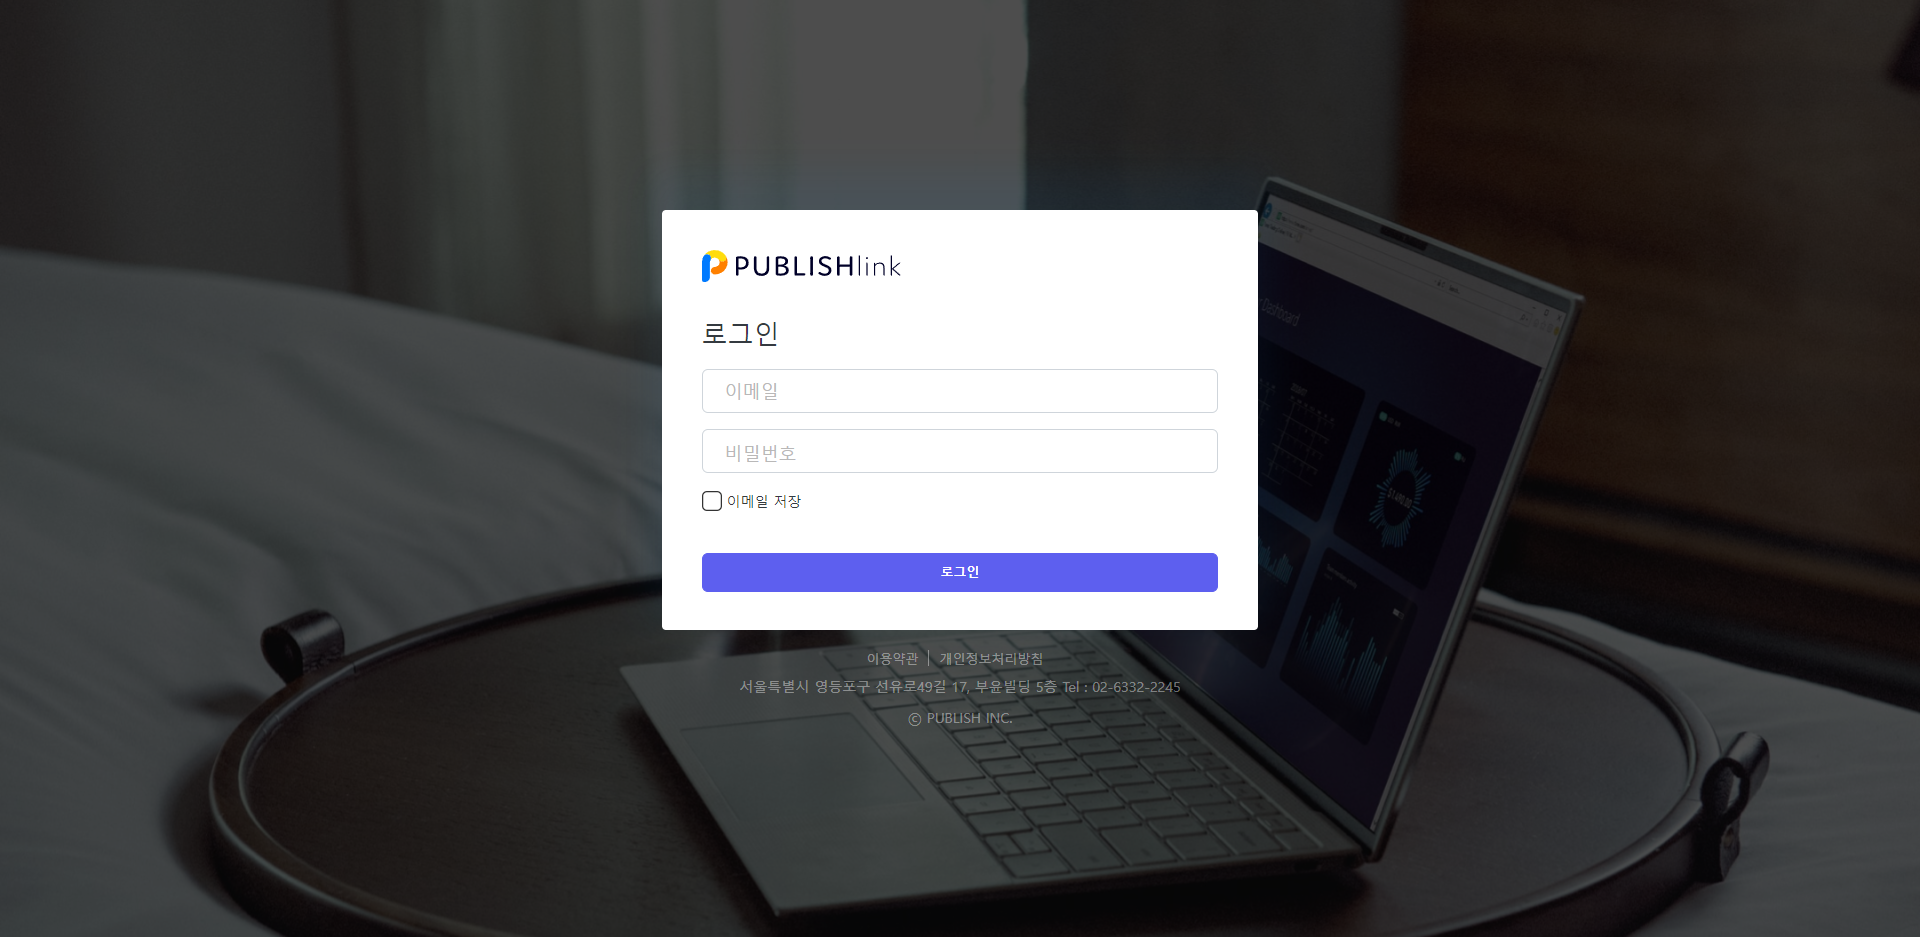 PUBLISHlink
로그인
이메일
비밀번호
이메일 저장
로그인
이용약관 | 개인정보처리방침
서울특별시 영등포구 선유로49길 17, 부윤빌딩 5층 Tel : 02-6332-2245
© PUBLISH INC.
Dashboard